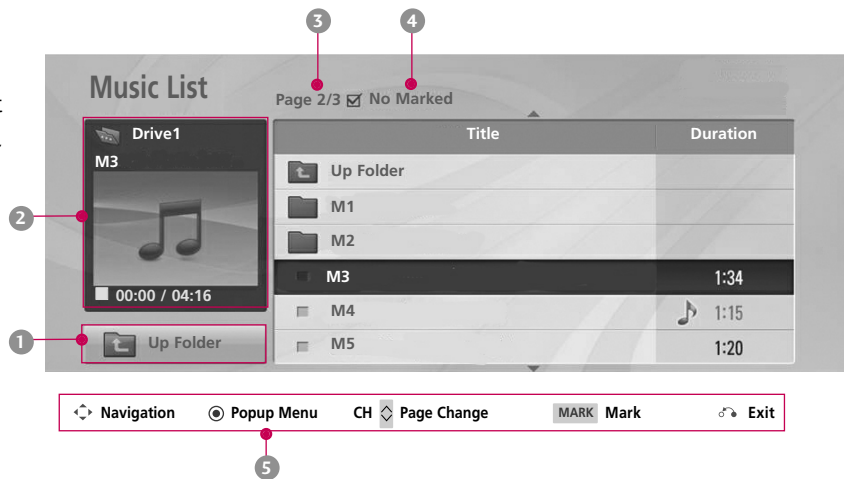 3 4
Music List
Page 2/3 No Marked
Drive1
M3
00:00 / 04:16
Up Folder
2
1
Title Duration
Up Folder
M1
M2
M3 1:34
M4 1:15
M5 1:20
Navigation Popup Menu CH Page Change MARK Mark Exit
5